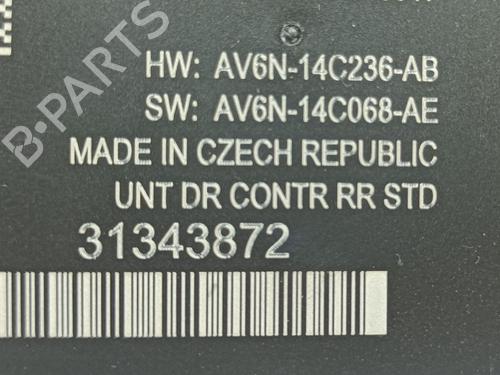 HW: AV6N-14C236-AB
SW: AV6N-14C068-AE
MADE IN CZECH REPUBLIC
UNT DR CONTR RR STD
31343872
B-PARTS